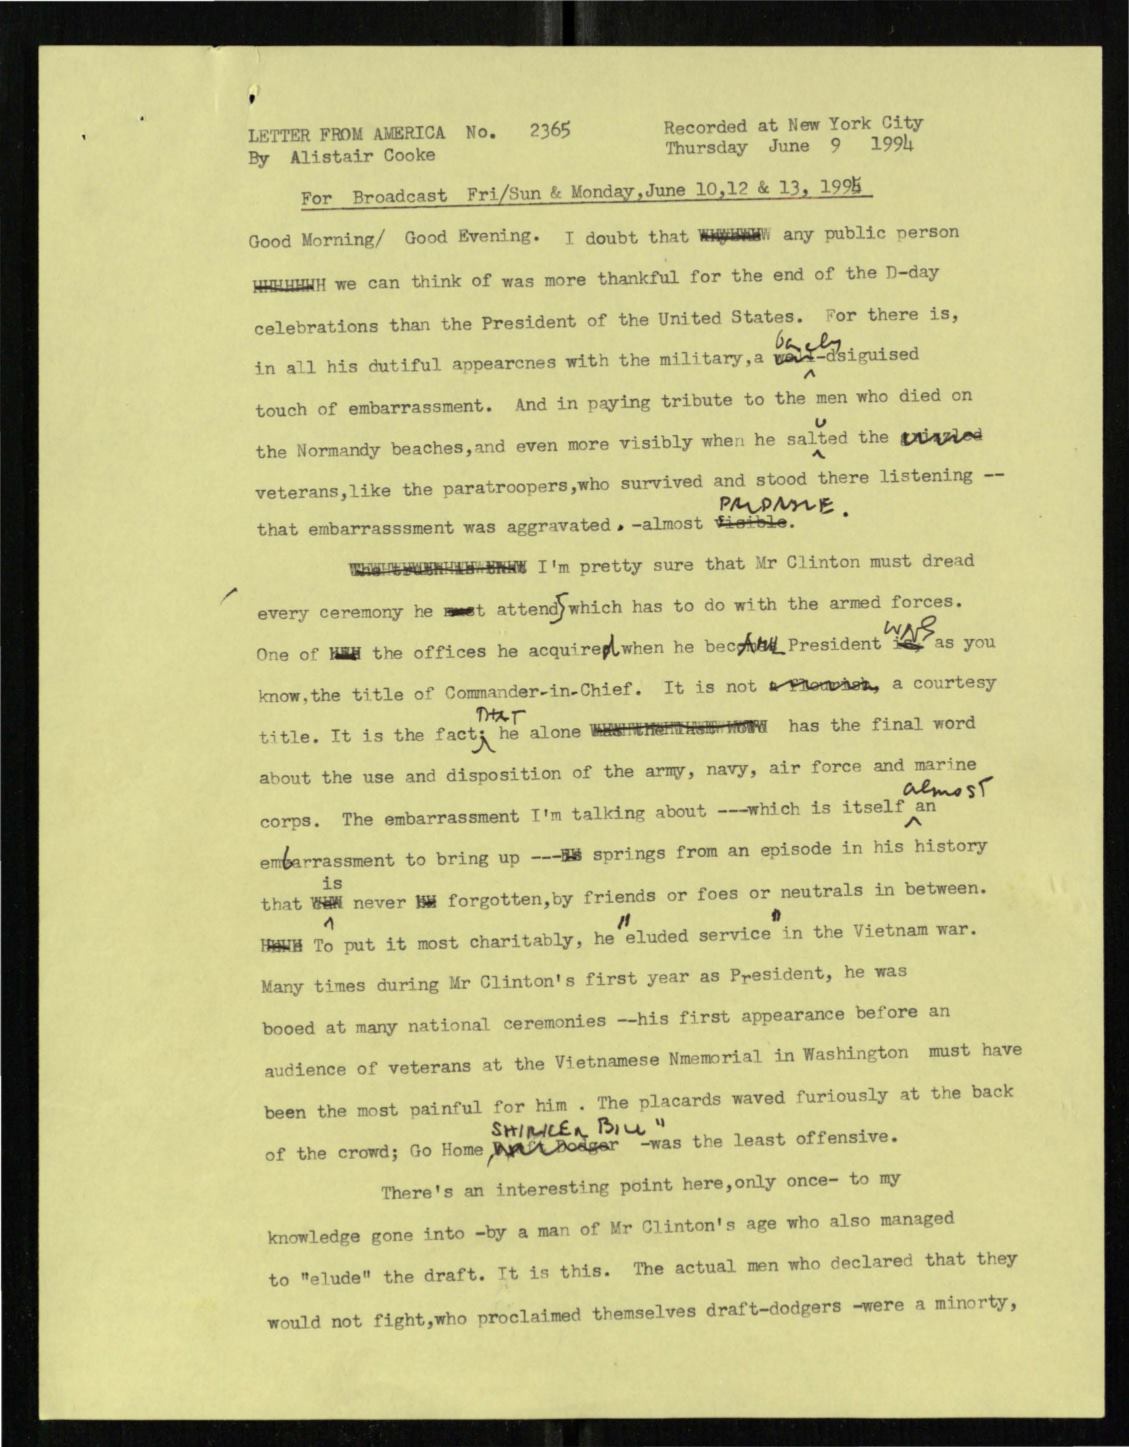 LETTER FROM AMERICA No. 2365 Recorded at New York City
By Alistair Cooke Thursday June 9 1994
For Broadcast Fri/Sun & Monday,June 10,12 & 13, 1995
Good Morning/ Good Evening. I doubt that any public person
we can think of was more thankful for the end of the D-day
celebrations than the President of the United States. For there is,
barely
in all his dutiful appearcnes with the military,a -dsiguised
touch of embarrassment. And in paying tribute to the men who died on
the Normandy beaches,and even more visibly when he saluted the grizzled
veterans,like the paratroopers,who survived and stood there listening --
PALPABLE.
that embarrasssment was aggravated. -almost visible.
The truth is that I'm pretty sure that Mr Clinton must dread
every ceremony he must attends which has to do with the armed forces.
WAS
One of the offices he acquired when he became President is, as you
know,the title of Commander-in-Chief. It is not a flourish, a courtesy
THAT
title. It is the fact; he alone has the last word has the final word
about the use and disposition of the army, navy, air force and marine
almost
corps. The embarrassment I'm talking about ---which is itself an
embarrassment to bring up --- springs from an episode in his history
is
that never forgotten,by friends or foes or neutrals in between.
To put it most charitably, he "eluded service" in the Vietnam war.
Many times during Mr Clinton's first year as President, he was
booed at many national ceremonies --his first appearance before an
audience of veterans at the Vietnamese Nmemorial in Washington must have
been the most painful for him . The placards waved furiously at the back
SHIRKER BILL"
of the crowd; Go Home, Draft Dodger -was the least offensive.
There's an interesting point here,only once- to my
knowledge gone into -by a man of Mr Clinton's age who also managed
to "elude" the draft. It is this. The actual men who declared that they
would not fight,who proclaimed themselves draft-dodgers -were a minorty,